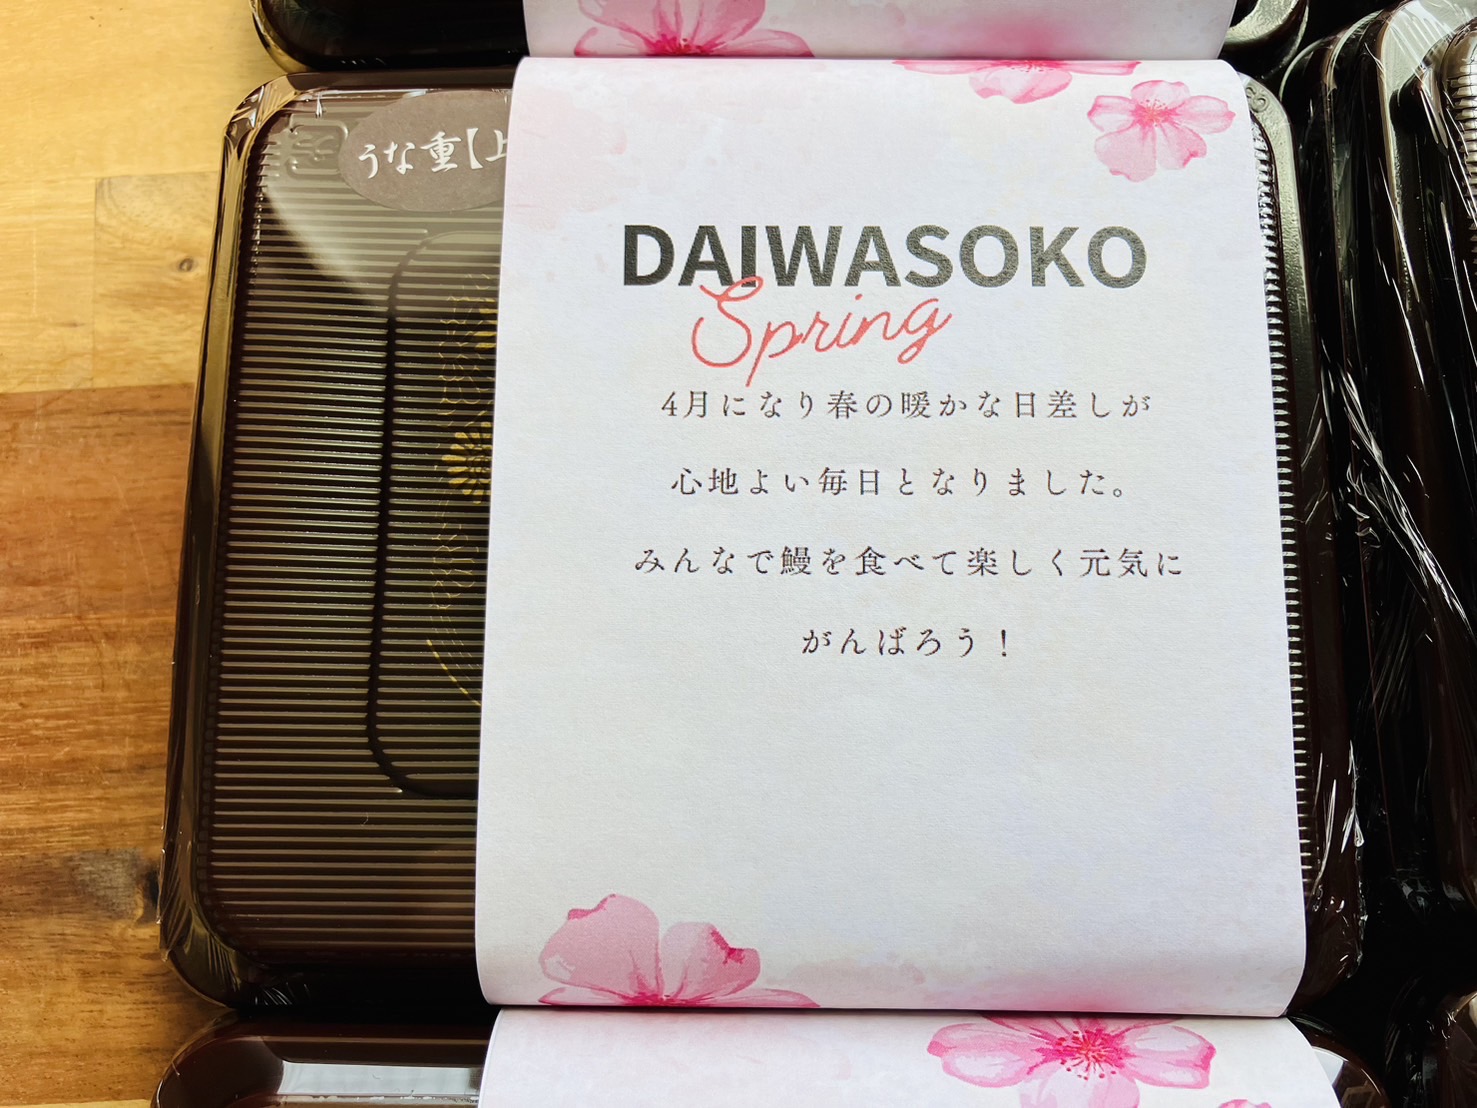 うな重【上
DAIWASOKO
Spring
4月になり春の暖かな日差しが
心地よい毎日となりました。
みんなで鰻を食べて楽しく元気に
がんばろう！